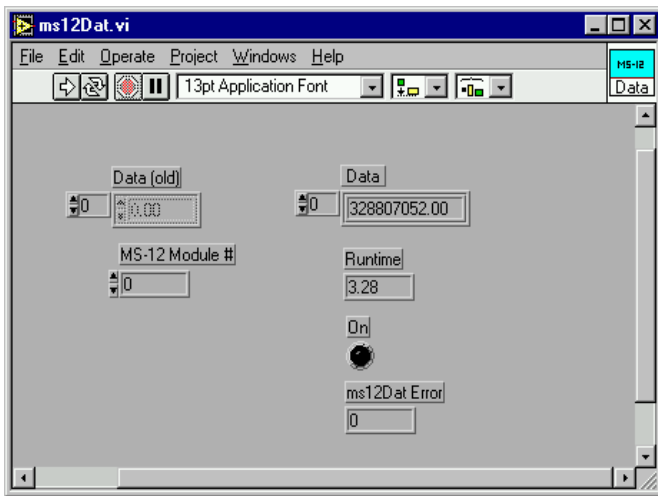 ms12Dat.vi
File Edit Operate Project Windows Help
MS-12
13pt Application Font
Data
Data (old)
0
0.00
Data
0
328807052.00
MS-12 Module #
0
Runtime
3.28
On
ms12Dat Error
0